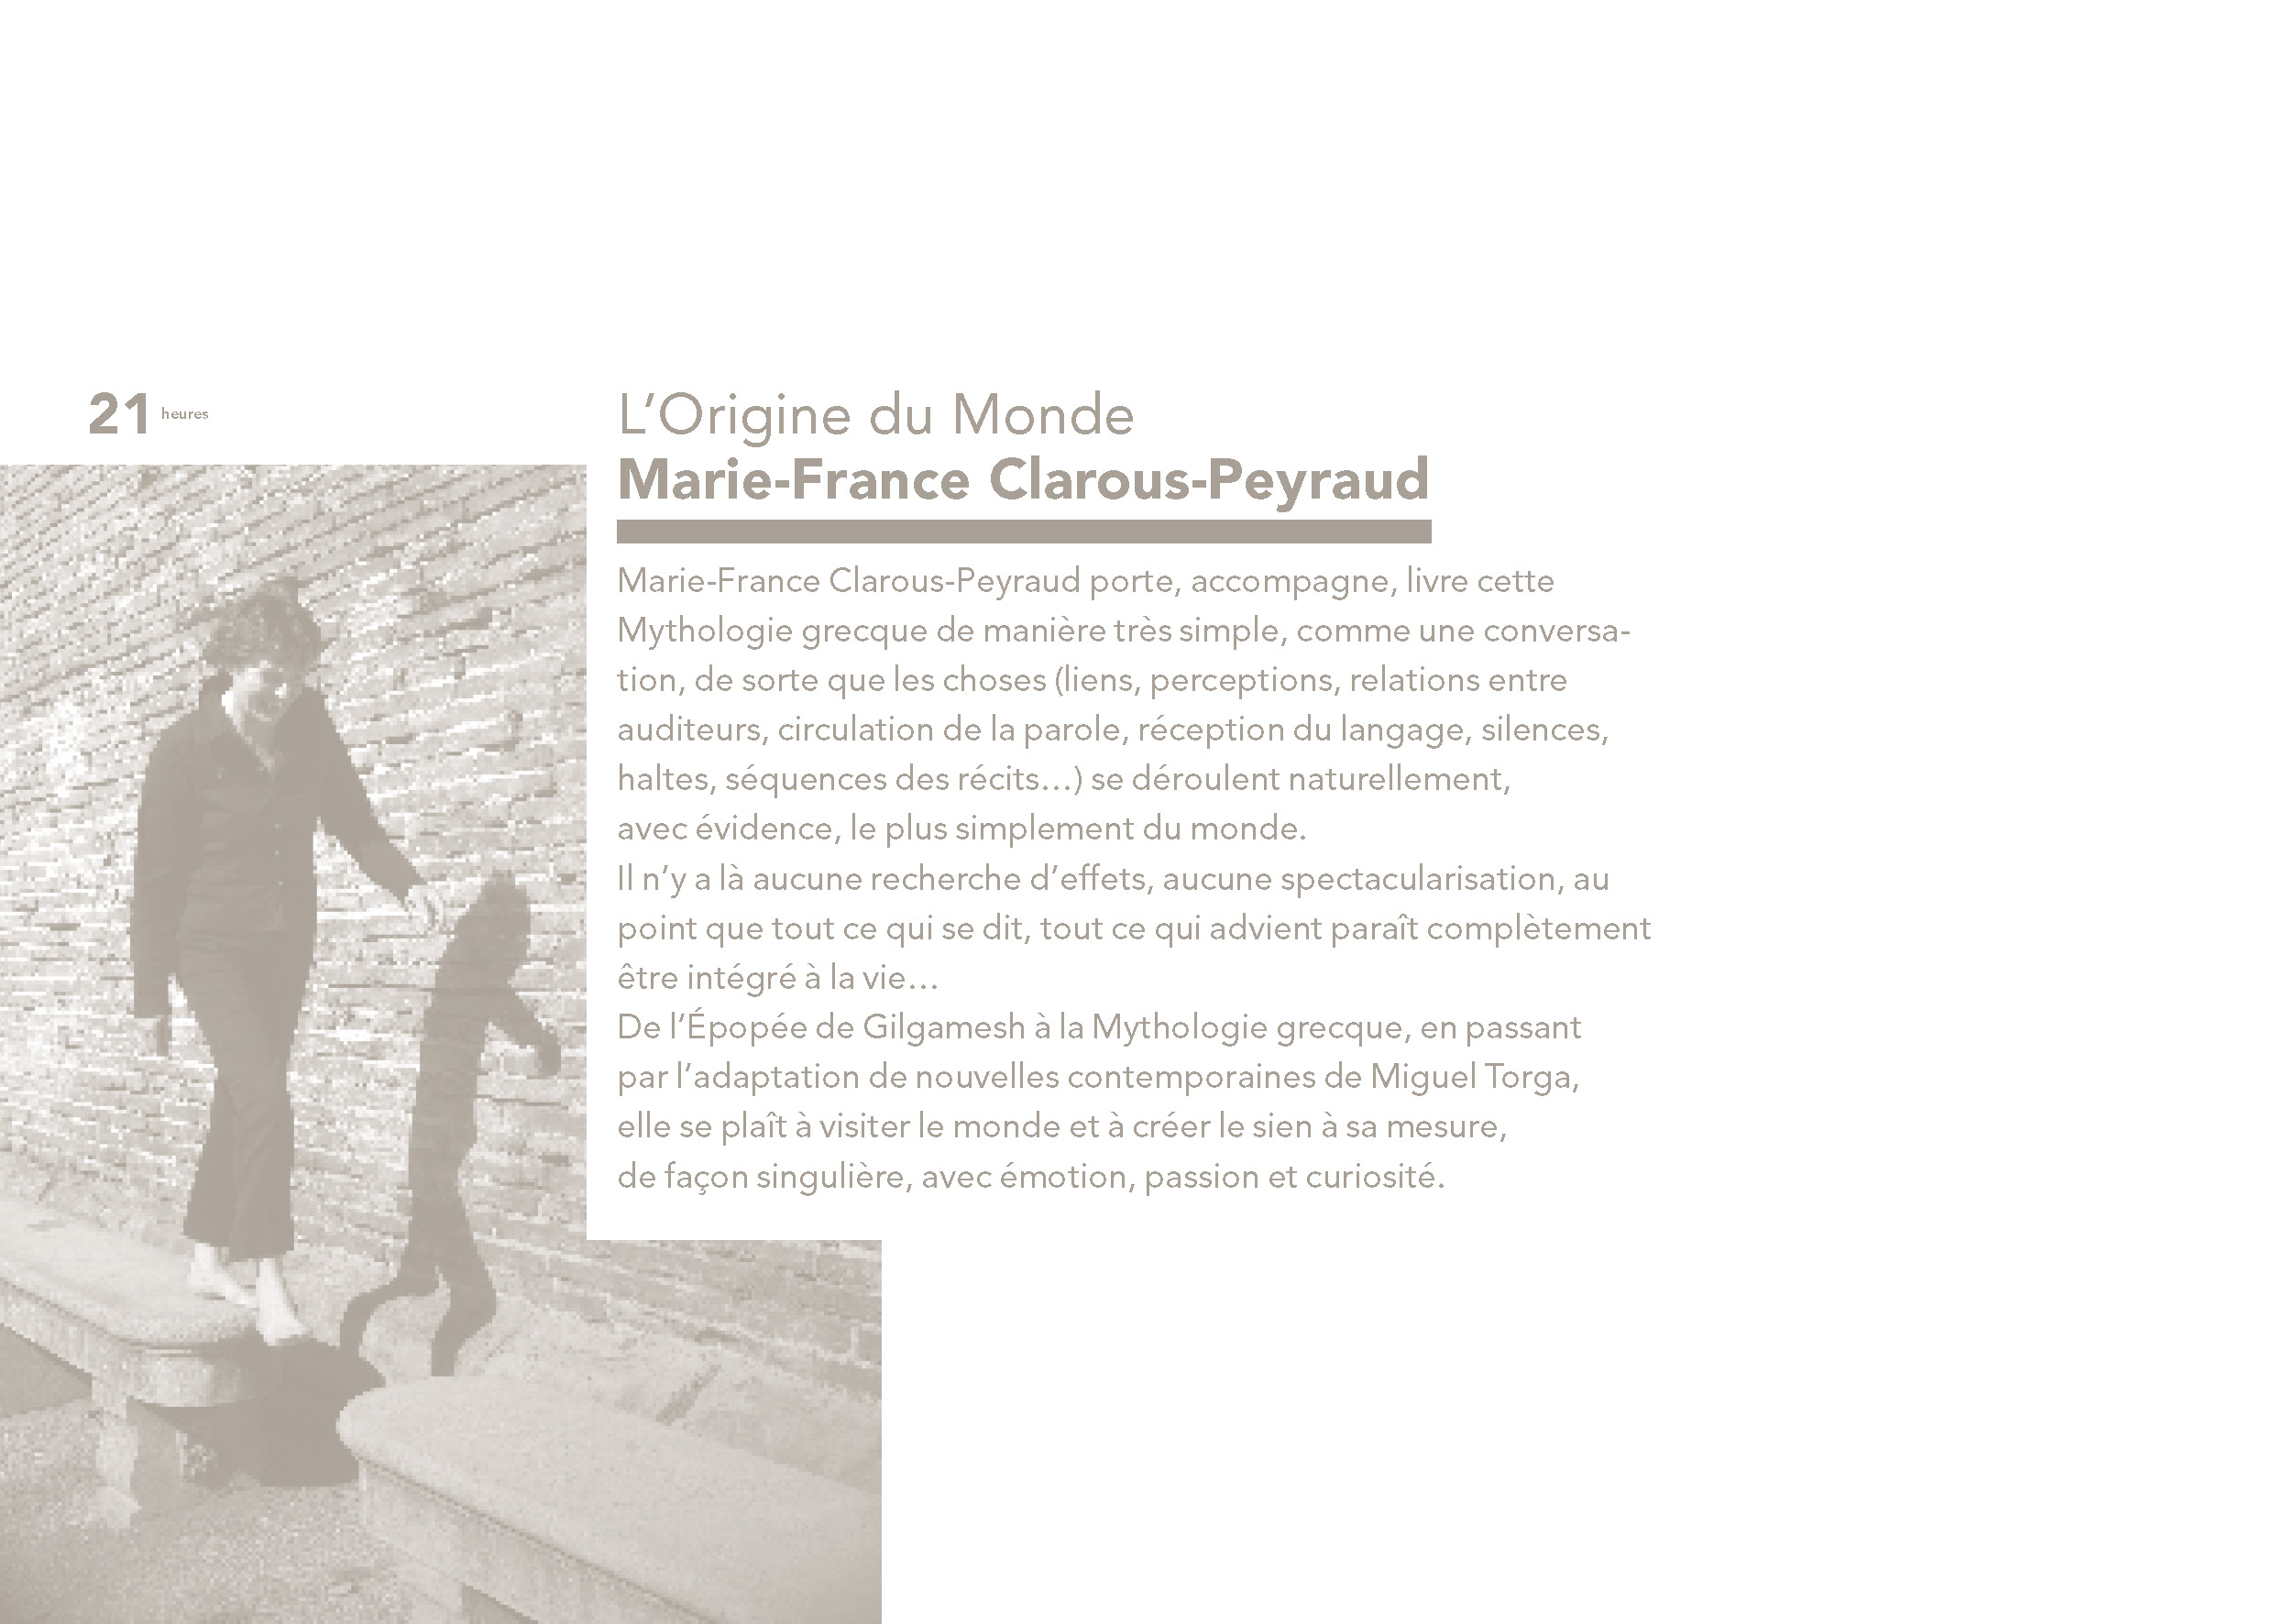 21 heures
L’Origine du Monde
Marie-France Clarous-Peyraud
Marie-France Clarous-Peyraud porte, accompagne, livre cette
Mythologie grecque de manière très simple, comme une conversa-
tion, de sorte que les choses (liens, perceptions, relations entre
auditeurs, circulation de la parole, réception du langage, silences,
haltes, séquences des récits…) se déroulent naturellement,
avec évidence, le plus simplement du monde.
Il n’y a là aucune recherche d’effets, aucune spectacularisation, au
point que tout ce qui se dit, tout ce qui advient paraît complètement
être intégré à la vie…
De l’Épopée de Gilgamesh à la Mythologie grecque, en passant
par l’adaptation de nouvelles contemporaines de Miguel Torga,
elle se plaît à visiter le monde et à créer le sien à sa mesure,
de façon singulière, avec émotion, passion et curiosité.